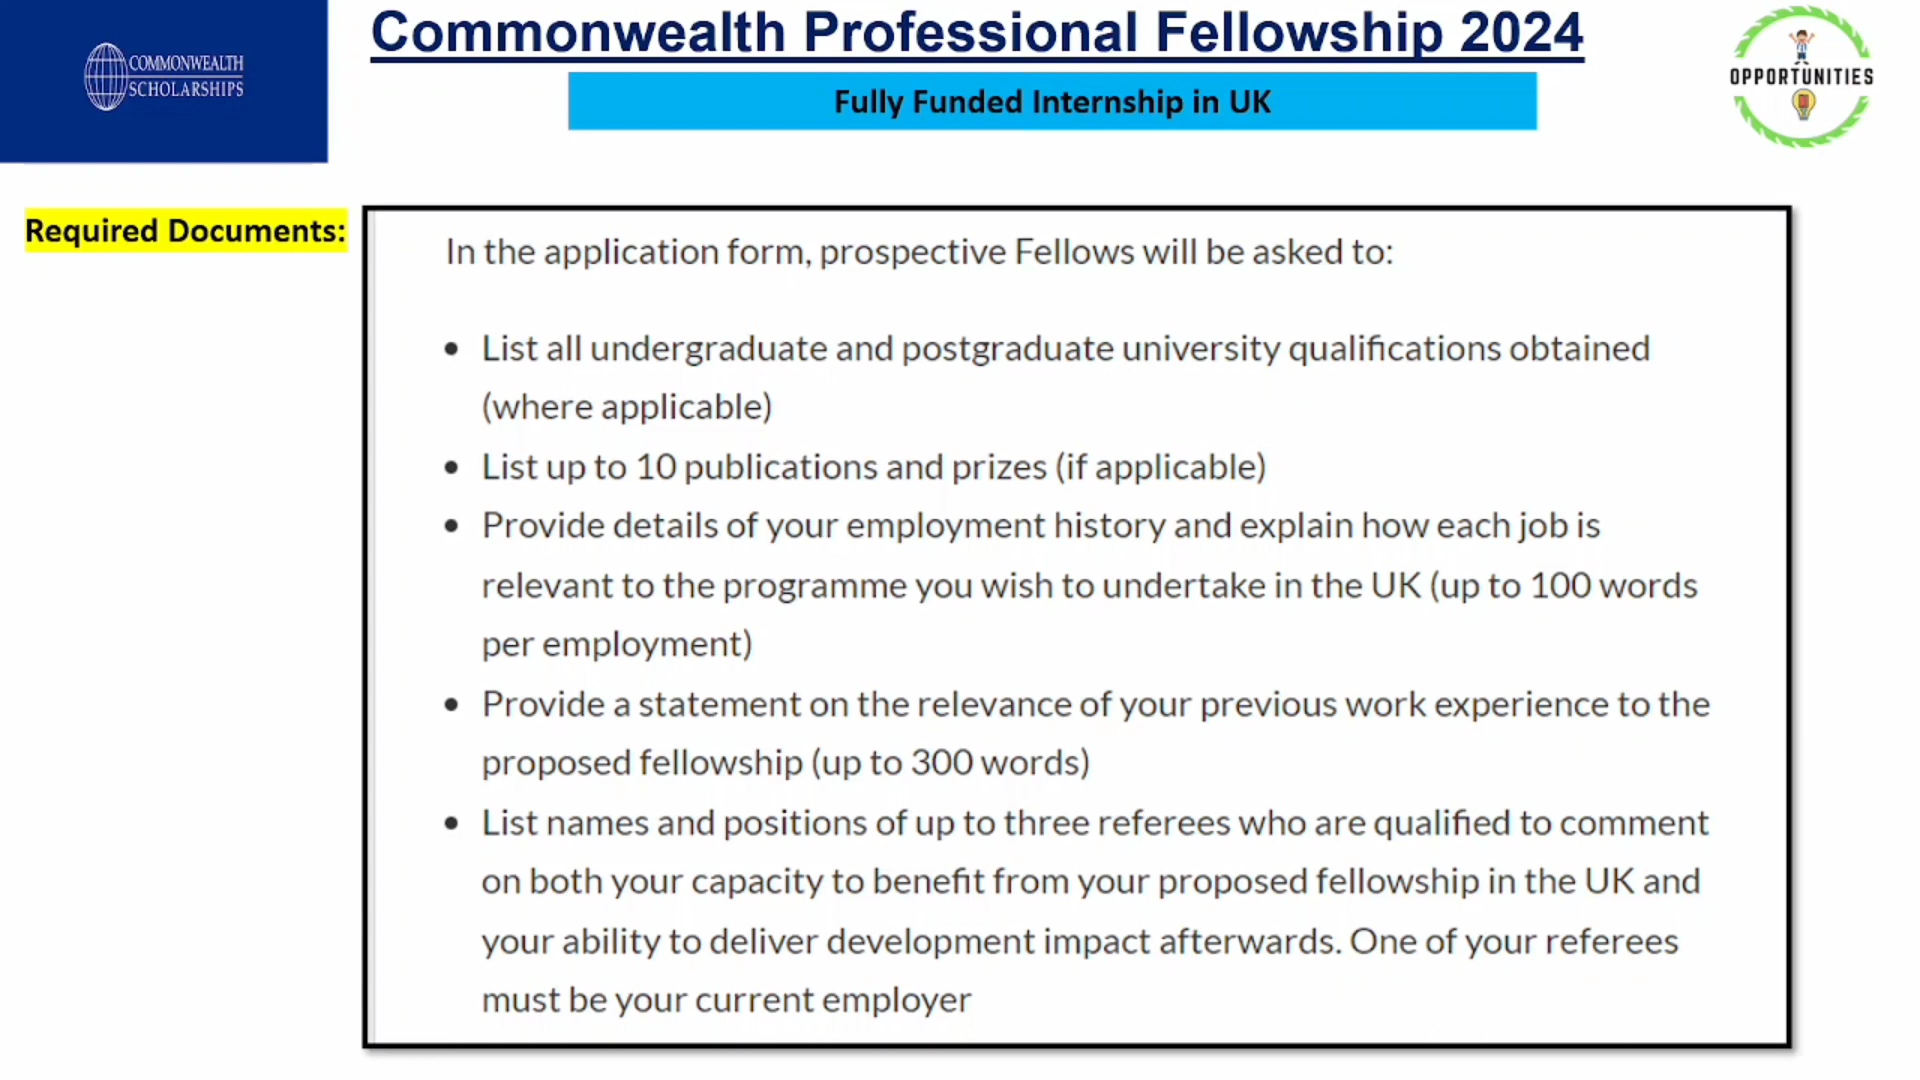 COMMONWEALTH
SCHOLARSHIPS
Commonwealth Professional Fellowship 2024
Fully Funded Internship in UK
OPPORTUNITIES
Required Documents:
In the application form, prospective Fellows will be asked to:
• List all undergraduate and postgraduate university qualifications obtained
(where applicable)
• List up to 10 publications and prizes (if applicable)
• Provide details of your employment history and explain how each job is
relevant to the programme you wish to undertake in the UK (up to 100 words
per employment)
• Provide a statement on the relevance of your previous work experience to the
proposed fellowship (up to 300 words)
• List names and positions of up to three referees who are qualified to comment
on both your capacity to benefit from your proposed fellowship in the UK and
your ability to deliver development impact afterwards. One of your referees
must be your current employer